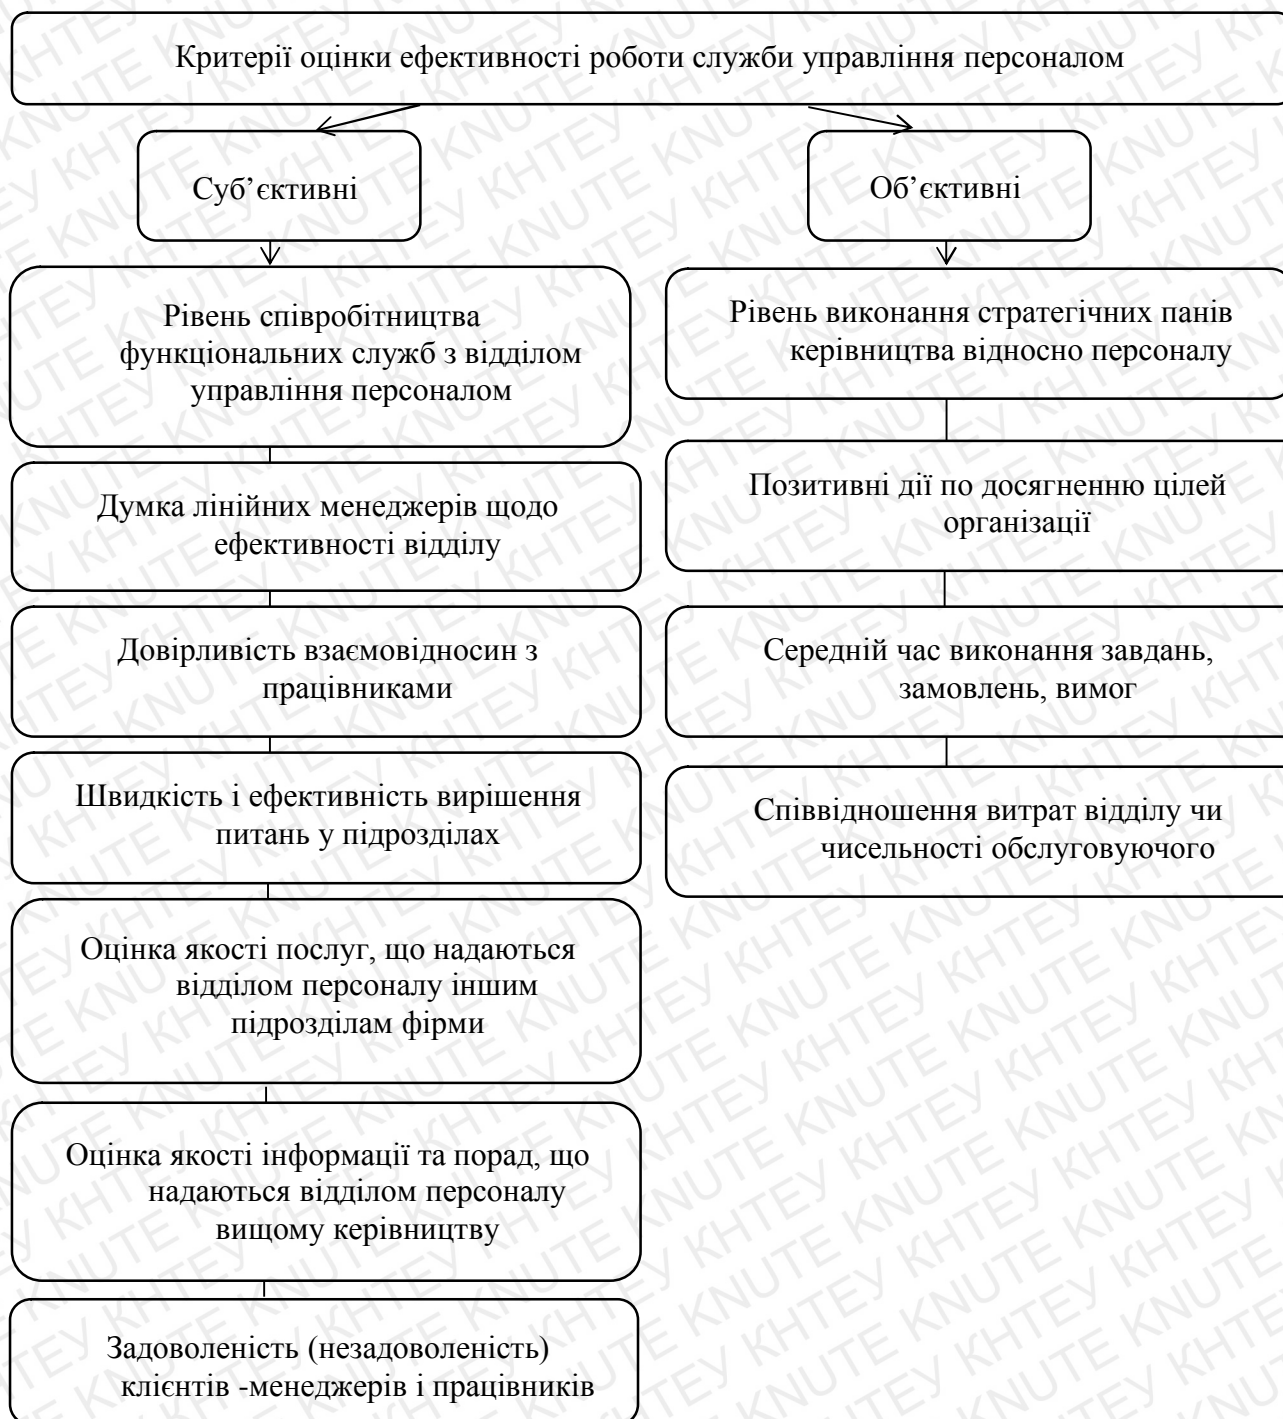 Критерії оцінки ефективності роботи служби управління персоналом
Суб’єктивні
Об’єктивні
Рівень співробітництва
функціональних служб з відділом
управління персоналом
Думка лінійних менеджерів щодо
ефективності відділу
Довірливість взаємовідносин з
працівниками
Швидкість і ефективність вирішення
питань у підрозділах
Оцінка якості послуг, що надаються
відділом персоналу іншим
підрозділам фірми
Оцінка якості інформації та порад, що
надаються відділом персоналу
вищому керівництву
Задоволеність (незадоволеність)
клієнтів -менеджерів і працівників
Рівень виконання стратегічних панів
керівництва відносно персоналу
Позитивні дії по досягненню цілей
організації
Середній час виконання завдань,
замовлень, вимог
Співвідношення витрат відділу чи
чисельності обслуговуючого